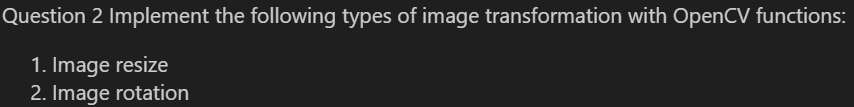 Question 2 Implement the following types of image transformation with OpenCV functions:
1. Image resize
2. Image rotation